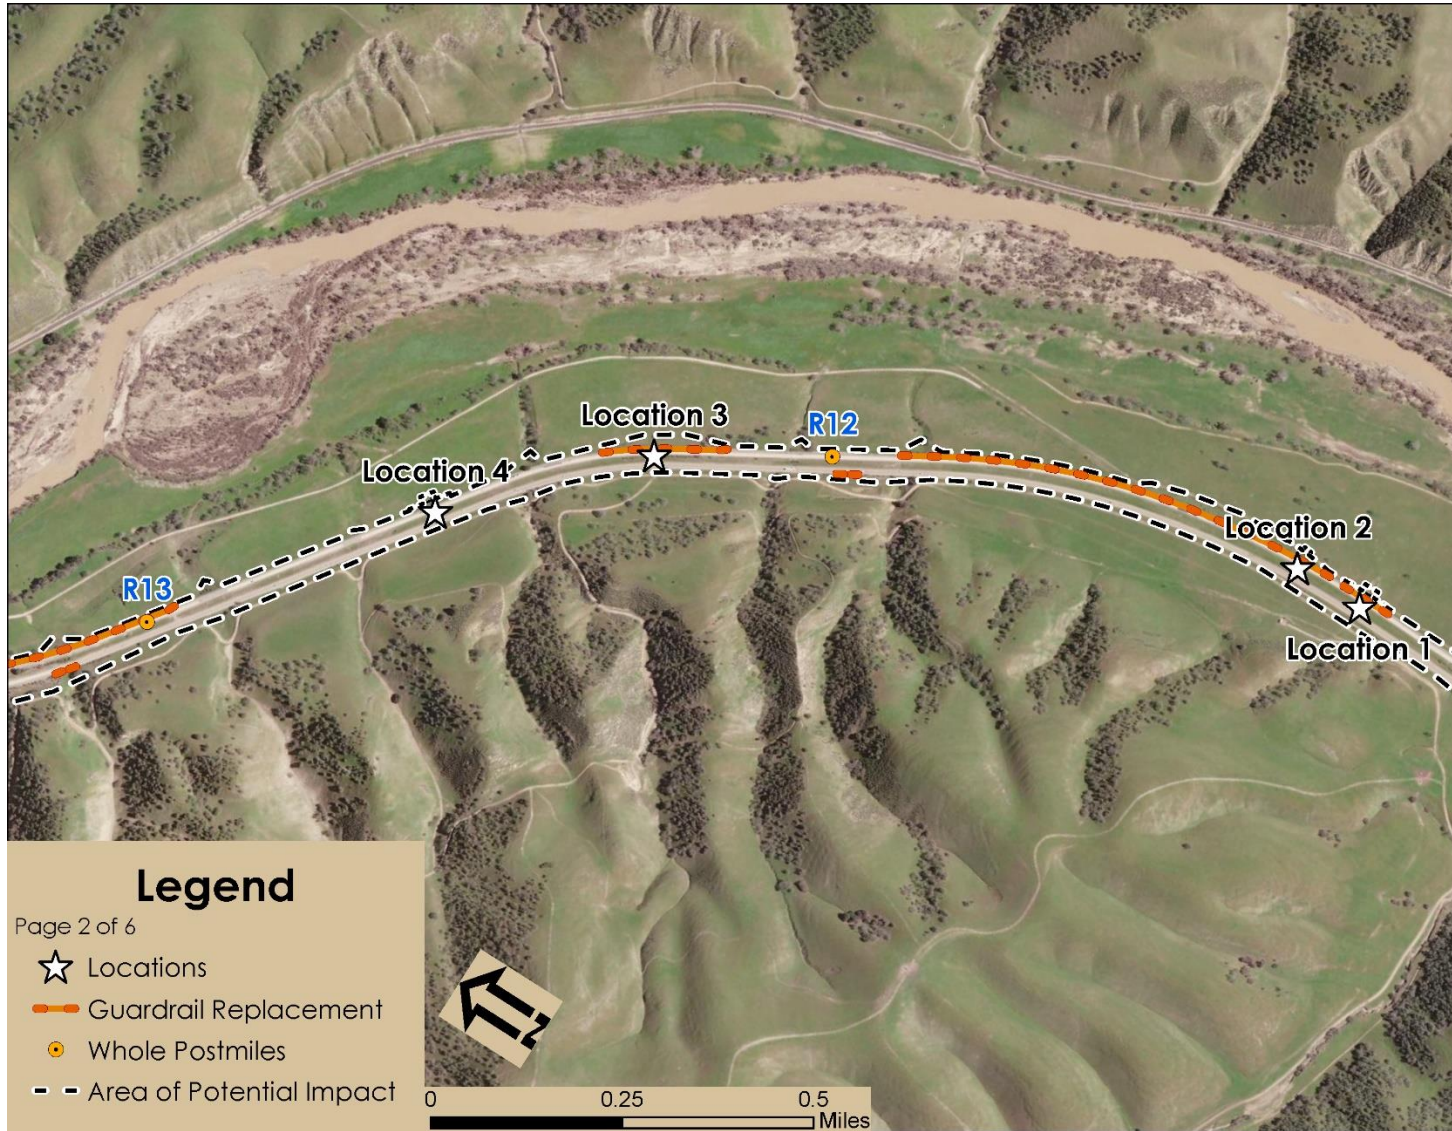 Location 3
R12
Location 4
Location 2
R13
Location 1
Legend
Page 2 of 6
Locations
Guardrail Replacement
Whole Postmiles
Area of Potential Impact
N
0 0.25 0.5
Miles